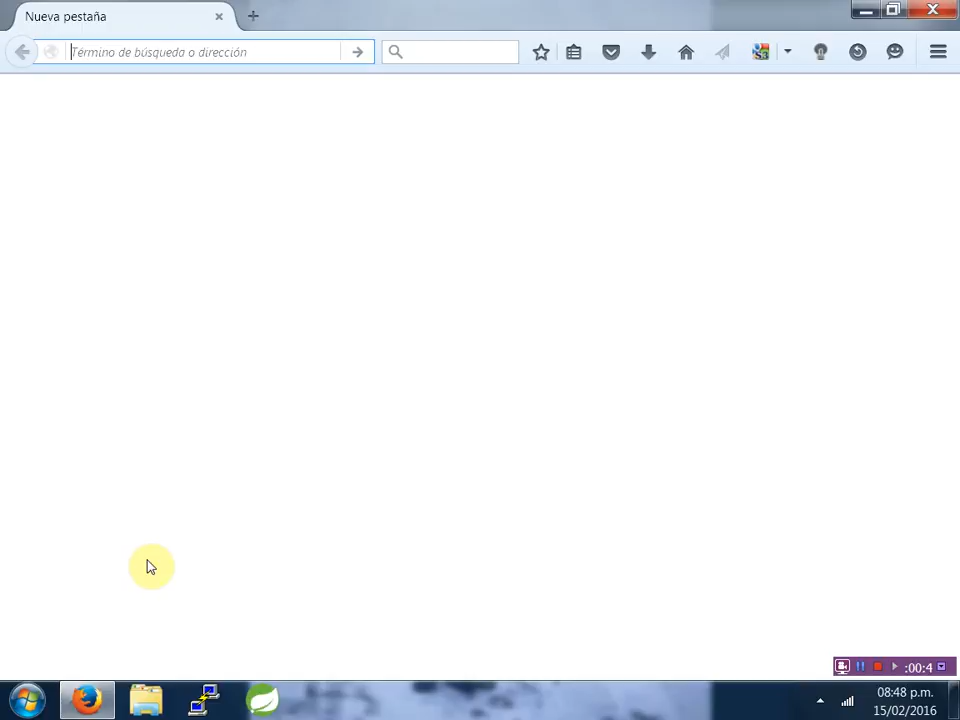 Nueva pestaña
Término de búsqueda o dirección
:00:4
08:48 p.m.
15/02/2016